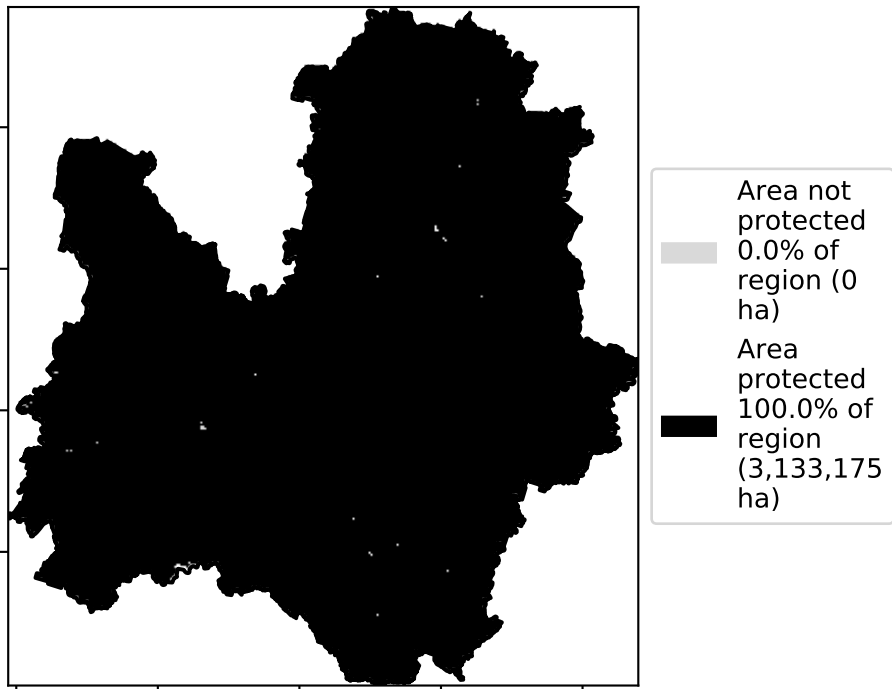 Area not
protected
0.0% of
region (0
ha)
Area
protected
100.0% of
region
(3,133,175
ha)